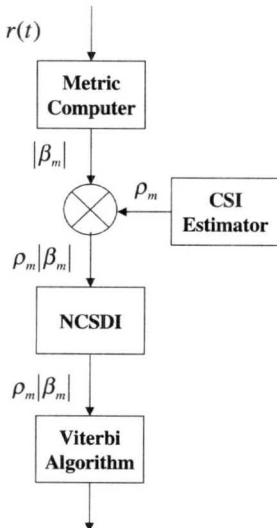 r(t)
Metric
Computer
|β_m|
ρ_m
CSI
Estimator
ρ_m|β_m|
NCSDI
ρ_m|β_m|
Viterbi
Algorithm